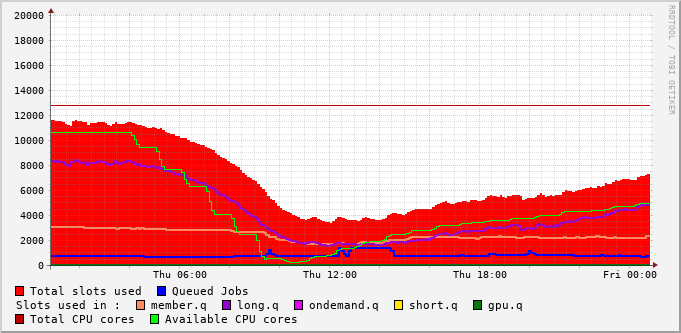 20000
18000
16000
14000
12000
10000
8000
6000
4000
2000
0
Thu 06:00 Thu 12:00 Thu 18:00 Fri 00:00
RRDTOOL / TOBI OETIKER
Total slots used Queued Jobs
Slots used in : member.q long.q ondemand.q short.q gpu.q
Total CPU cores Available CPU cores